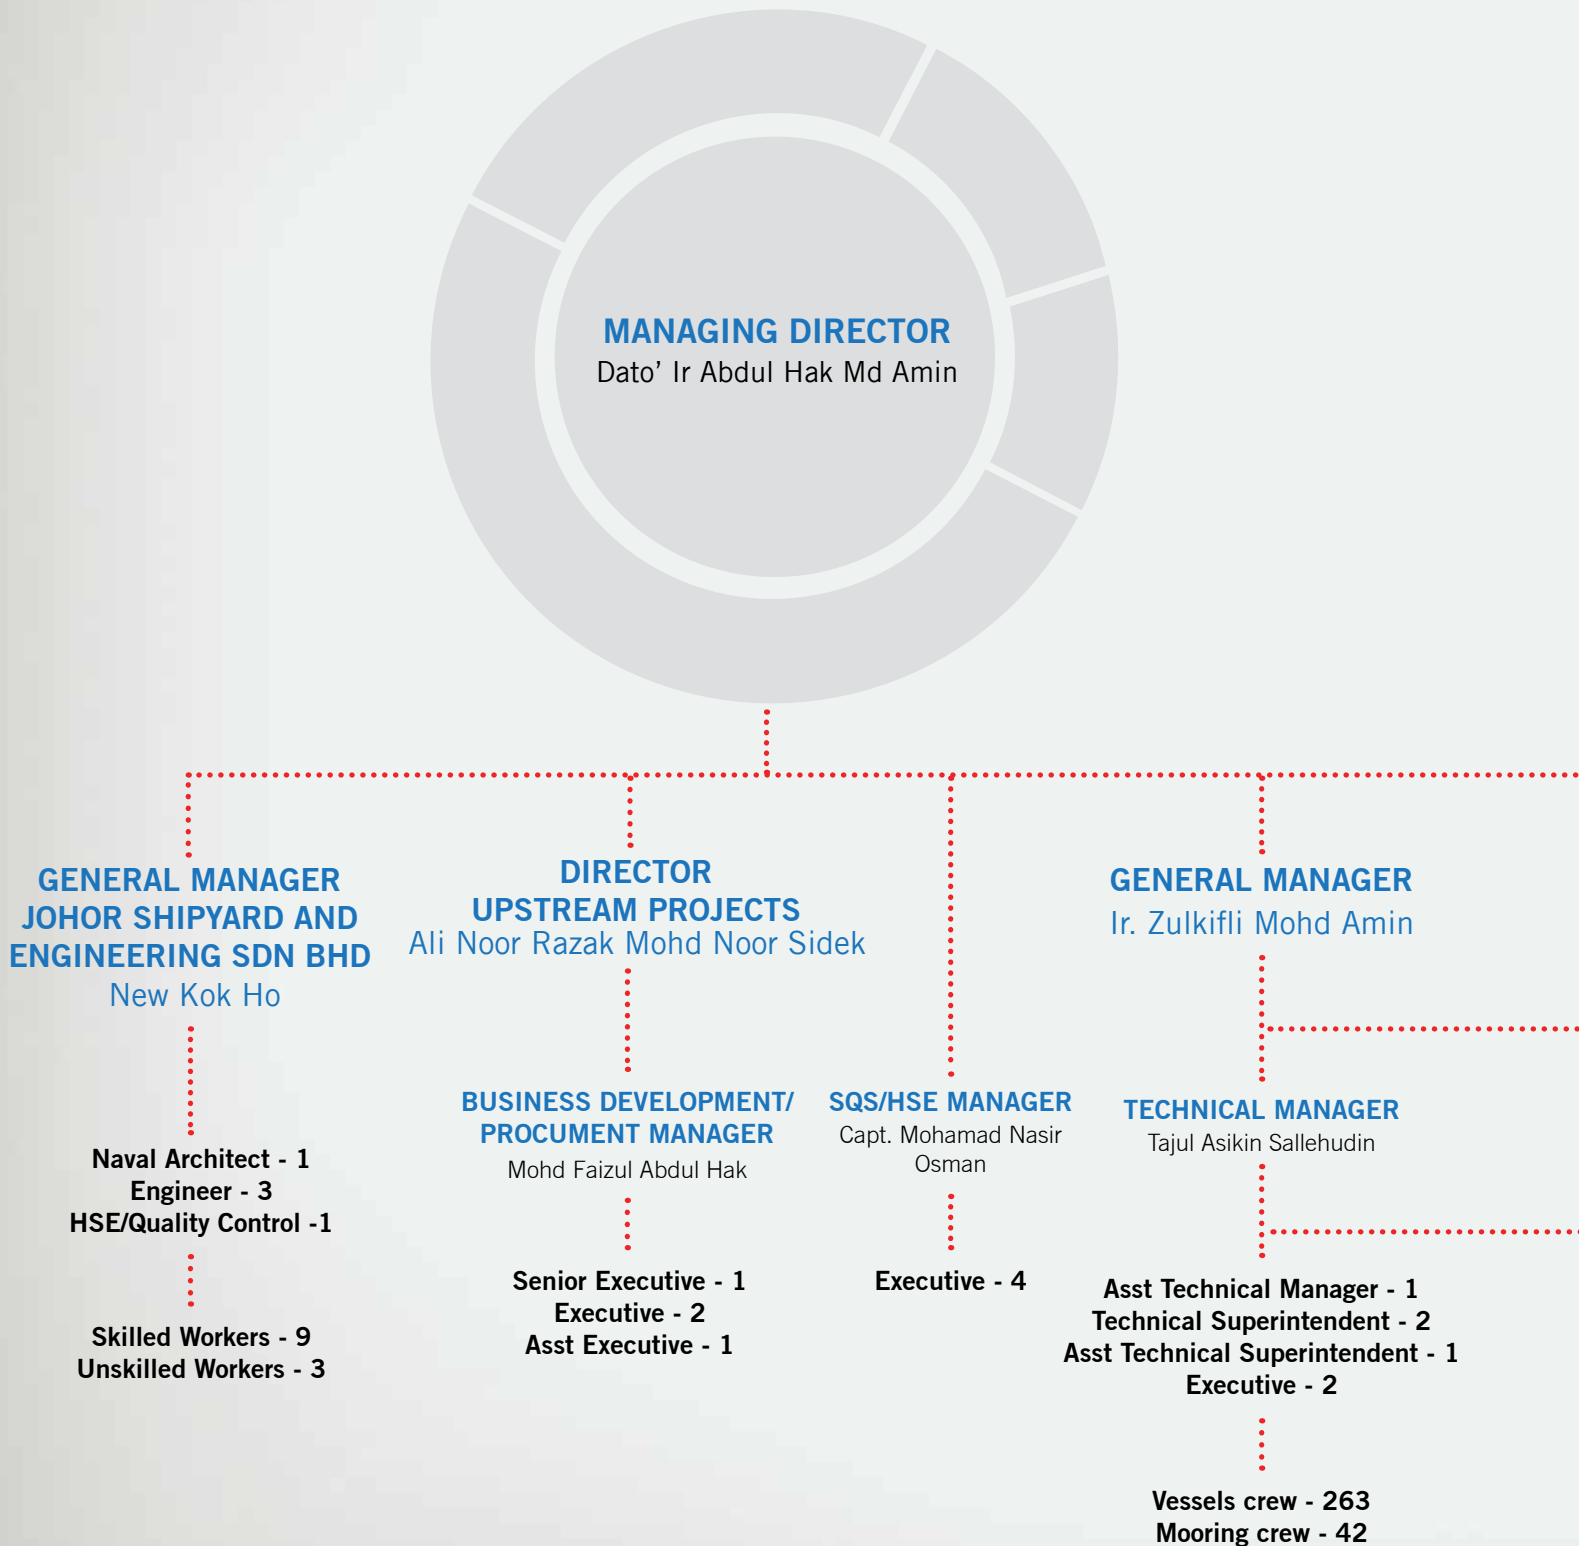 MANAGING DIRECTOR
Dato’ Ir Abdul Hak Md Amin
GENERAL MANAGER
JOHOR SHIPYARD AND
ENGINEERING SDN BHD
New Kok Ho
Naval Architect - 1
Engineer - 3
HSE/Quality Control -1
Skilled Workers - 9
Unskilled Workers - 3
DIRECTOR
UPSTREAM PROJECTS
Ali Noor Razak Mohd Noor Sidek
BUSINESS DEVELOPMENT/
PROCUMENT MANAGER
Mohd Faizul Abdul Hak
Senior Executive - 1
Executive - 2
Asst Executive - 1
SQS/HSE MANAGER
Capt. Mohamad Nasir
Osman
Executive - 4
GENERAL MANAGER
Ir. Zulkifli Mohd Amin
TECHNICAL MANAGER
Tajul Asikin Sallehudin
Asst Technical Manager - 1
Technical Superintendent - 2
Asst Technical Superintendent - 1
Executive - 2
Vessels crew - 263
Mooring crew - 42